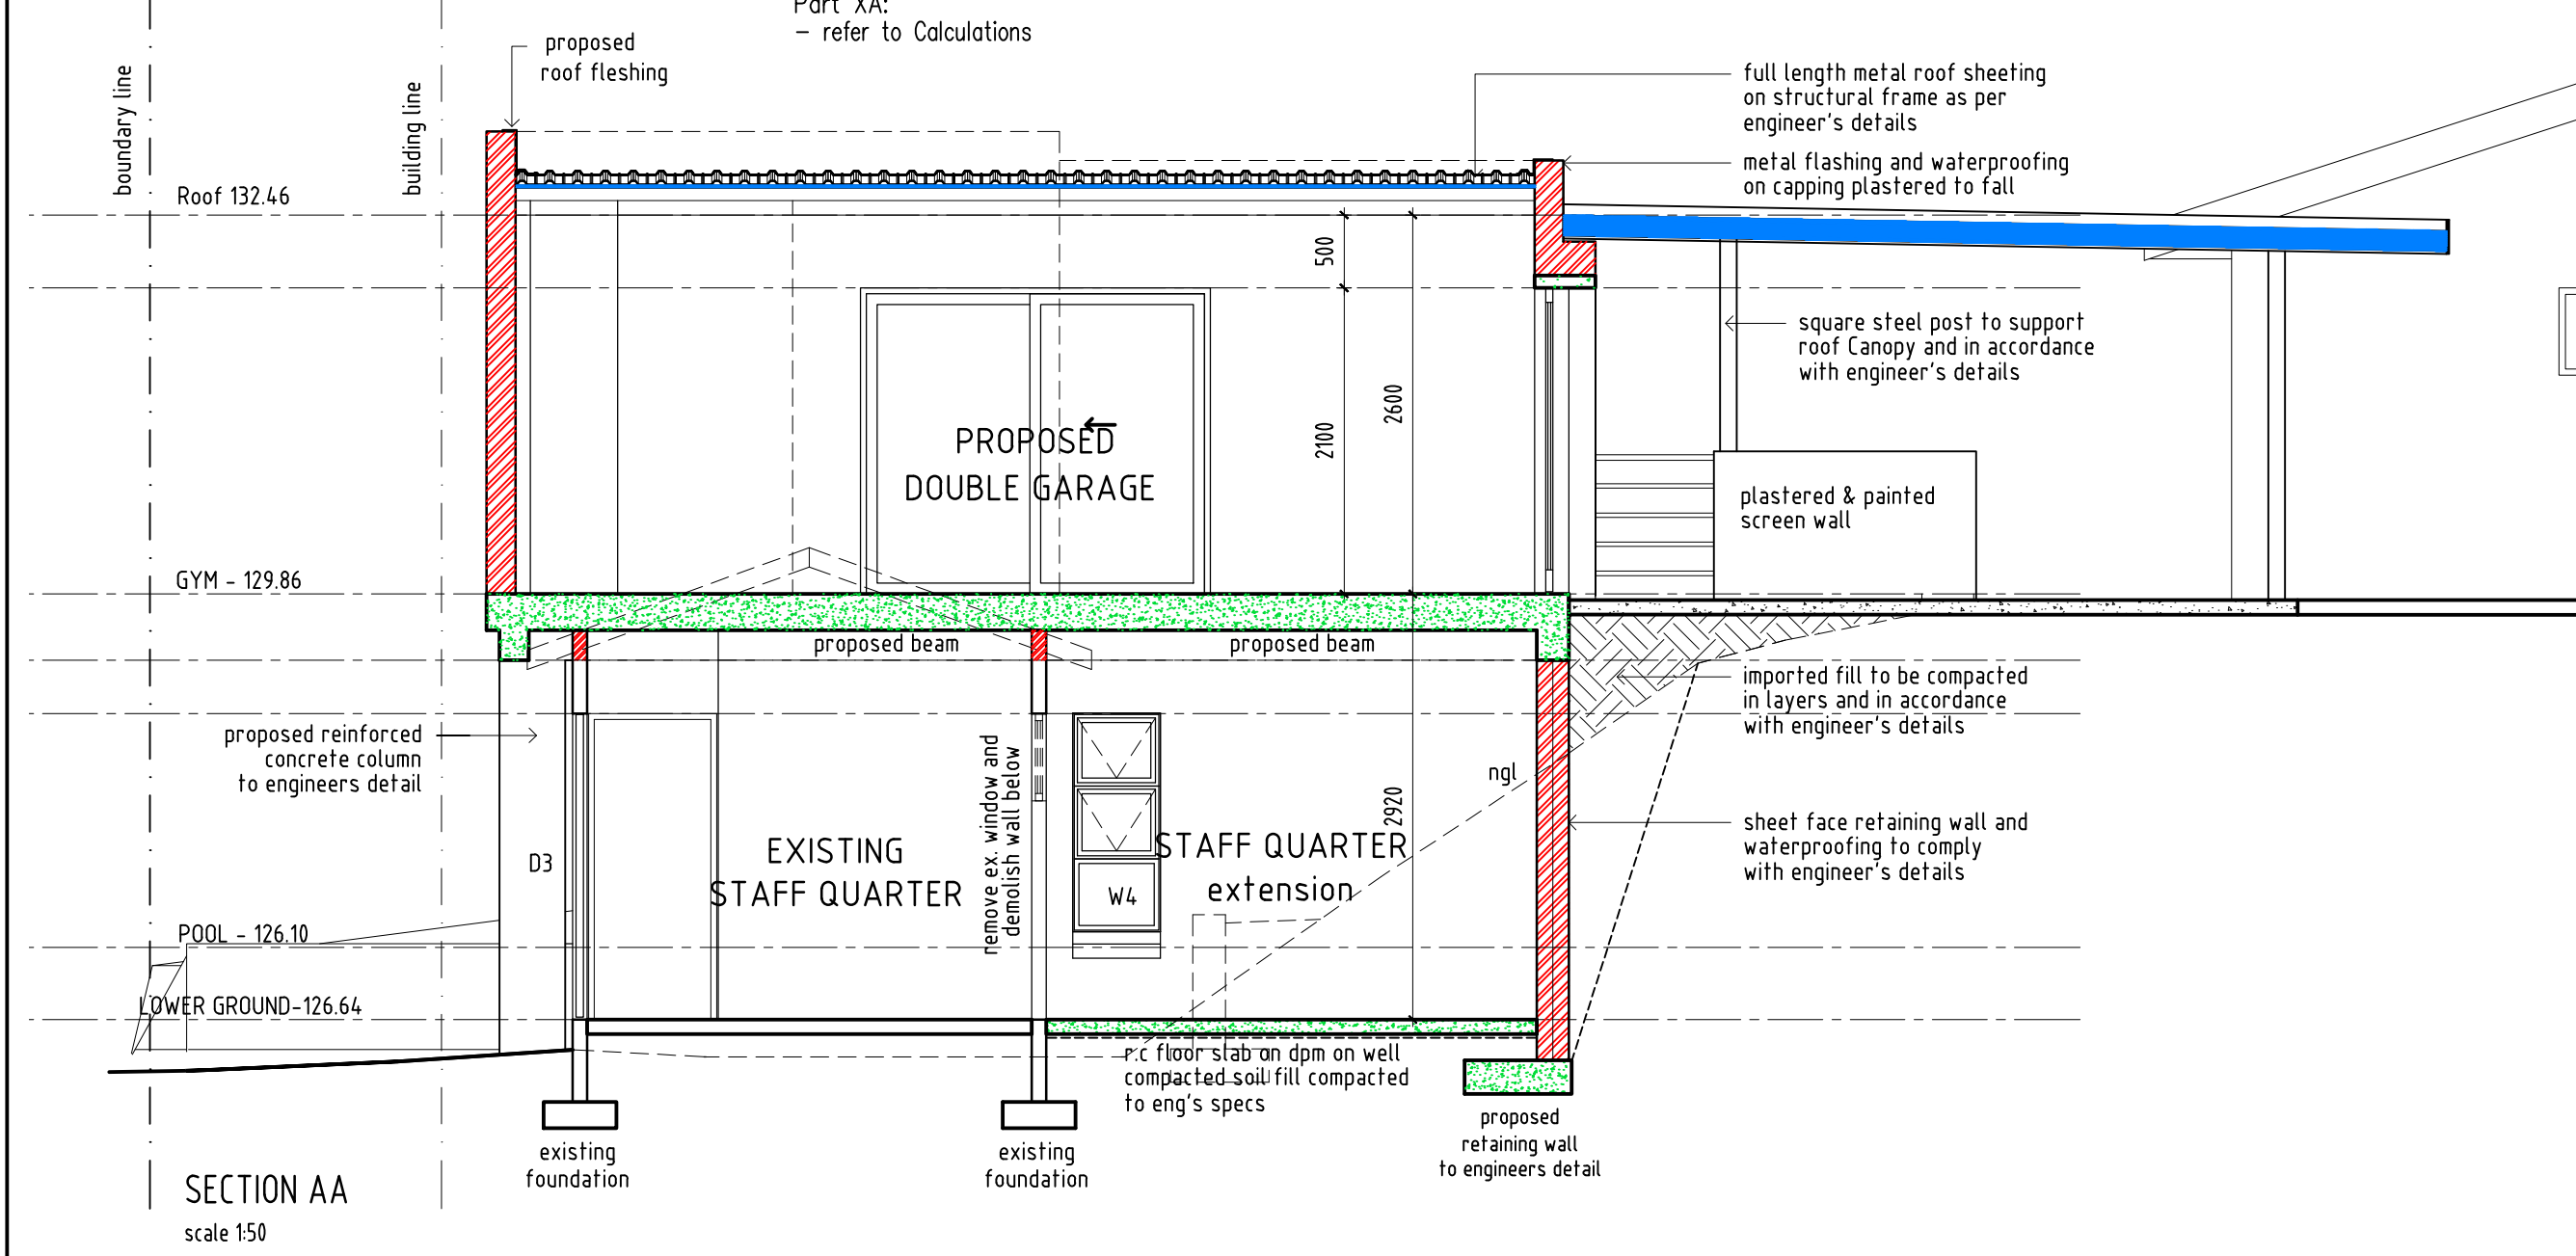 Part XA:
- refer to Calculations
proposed
roof fleshing
boundary line
building line
full length metal roof sheeting
on structural frame as per
engineer's details
metal flashing and waterproofing
on capping plastered to fall
Roof 132.46
500
2100
2600
square steel post to support
roof Canopy and in accordance
with engineer's details
PROPOSED
DOUBLE GARAGE
plastered & painted
screen wall
GYM - 129.86
proposed beam
proposed beam
imported fill to be compacted
in layers and in accordance
with engineer's details
proposed reinforced
concrete column
to engineers detail
remove ex. window and
demolish wall below
ngl
2920
sheet face retaining wall and
waterproofing to comply
with engineer's details
D3
EXISTING
STAFF QUARTER
STAFF QUARTER
extension
W4
POOL - 126.10
LOWER GROUND-126.64
r.c floor slab on dpm on well
compacted soil fill compacted
to eng's specs
existing
foundation
existing
foundation
proposed
retaining wall
to engineers detail
SECTION AA
scale 1:50